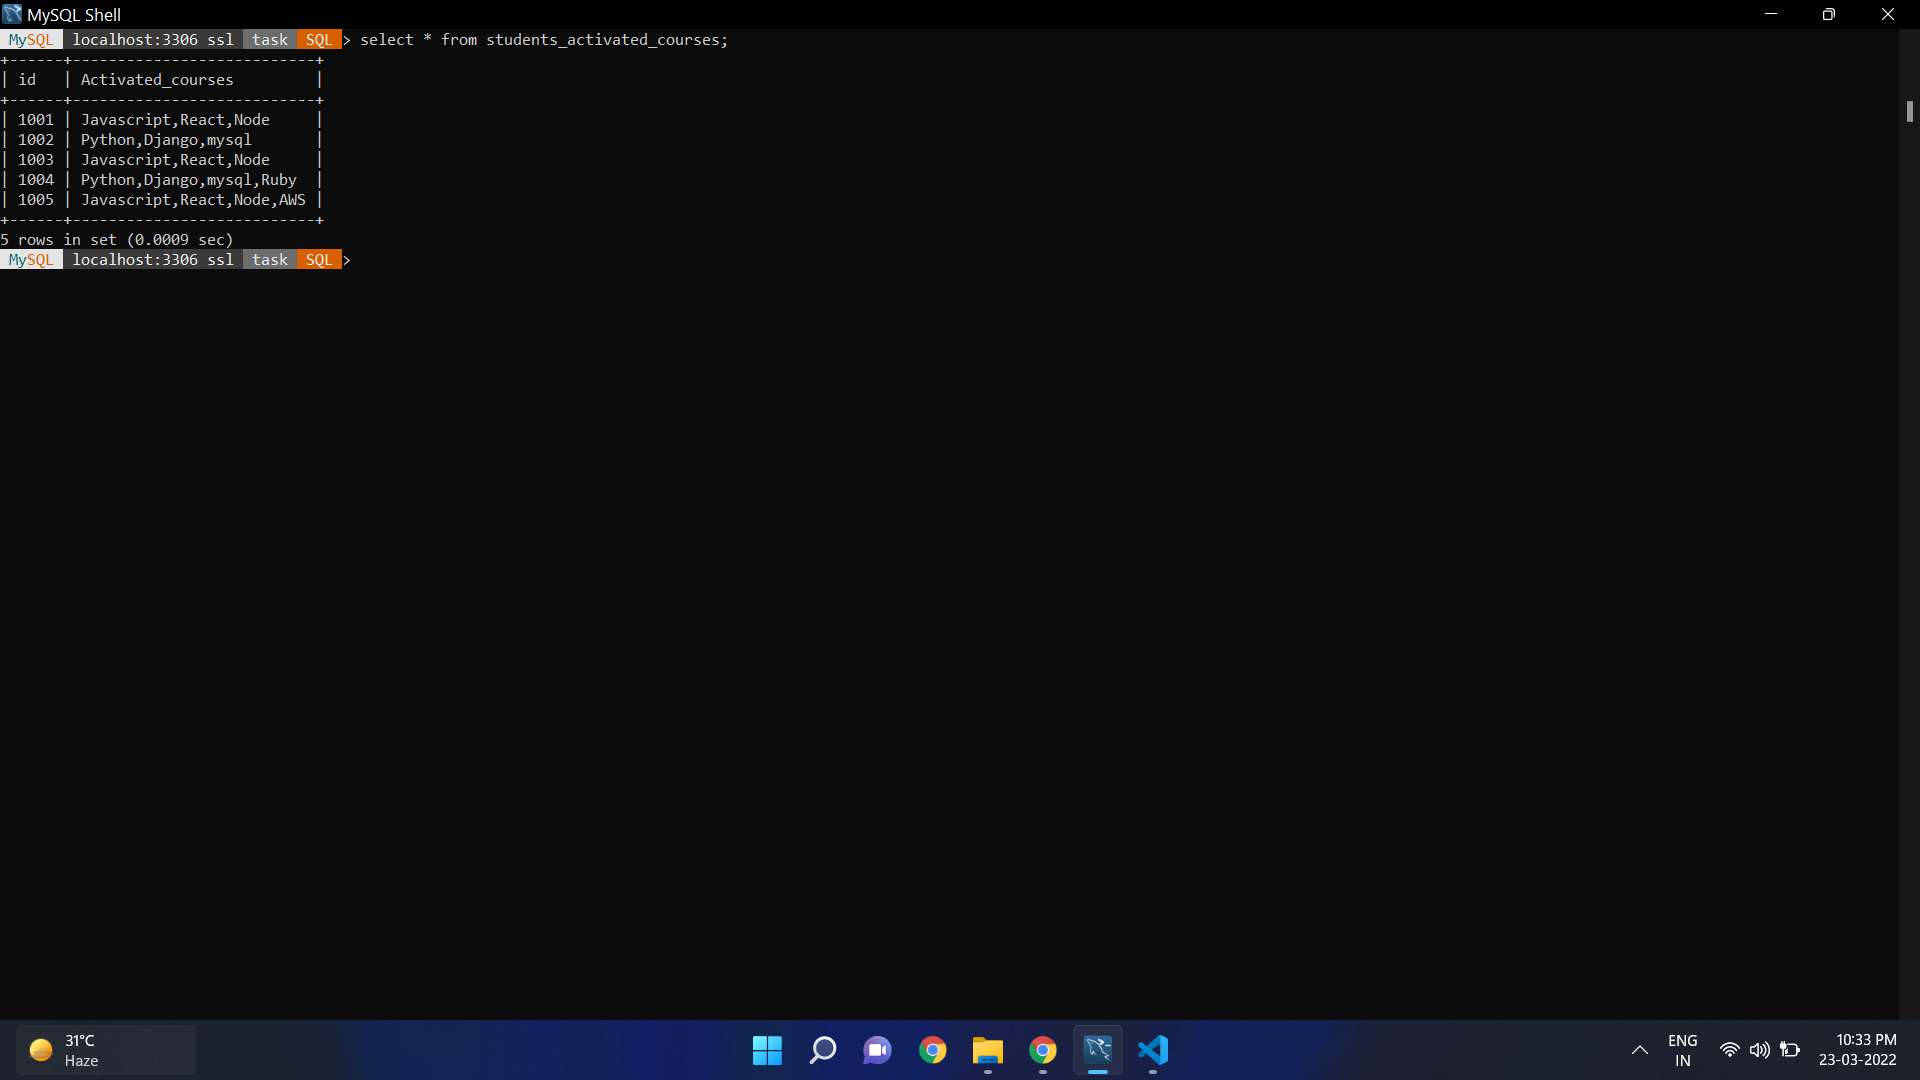 MySQL Shell
MySQL localhost:3306 ssl task SQL > select * from students_activated_courses;
+------+---------------------------+
| id   | Activated_courses         |
+------+---------------------------+
| 1001 | Javascript,React,Node     |
| 1002 | Python,Django,mysql       |
| 1003 | Javascript,React,Node     |
| 1004 | Python,Django,mysql,Ruby  |
| 1005 | Javascript,React,Node,AWS |
+------+---------------------------+
5 rows in set (0.0009 sec)
MySQL localhost:3306 ssl task SQL >
31°C
Haze
ENG
IN
10:33 PM
23-03-2022